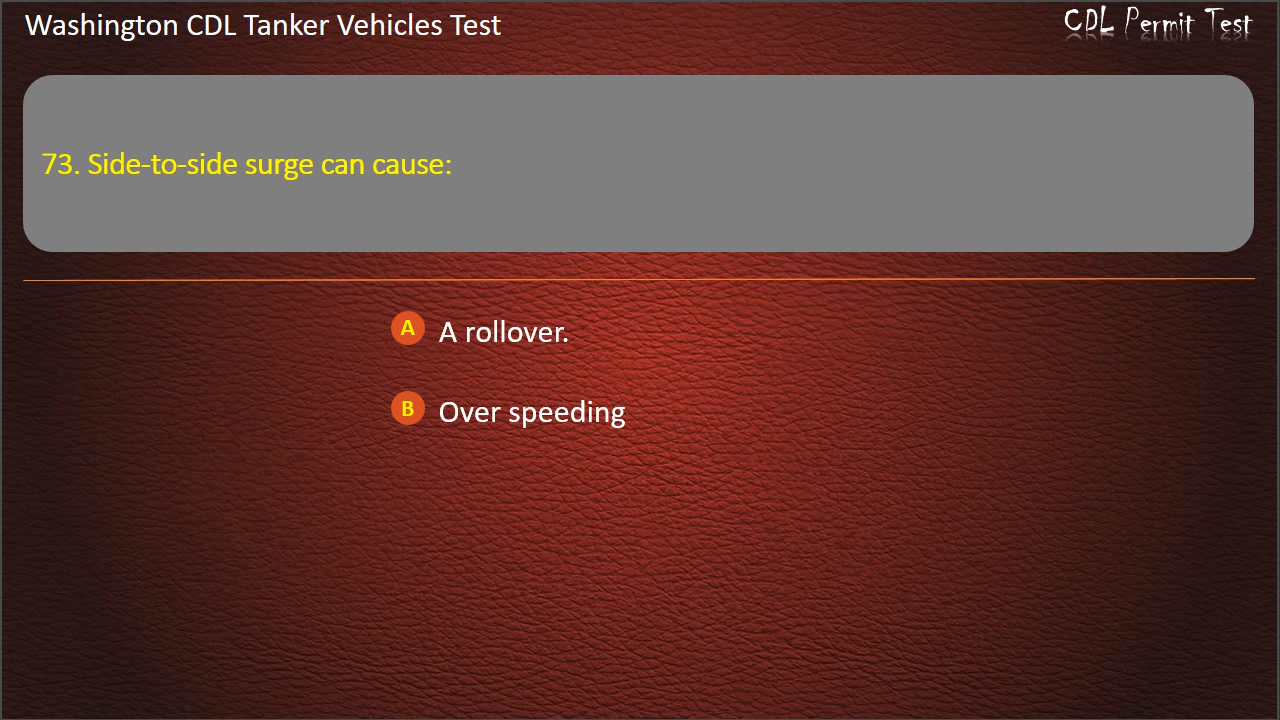 Washington CDL Tanker Vehicles Test
CDL Permit Test
73. Side-to-side surge can cause:
A A rollover.
B Over speeding